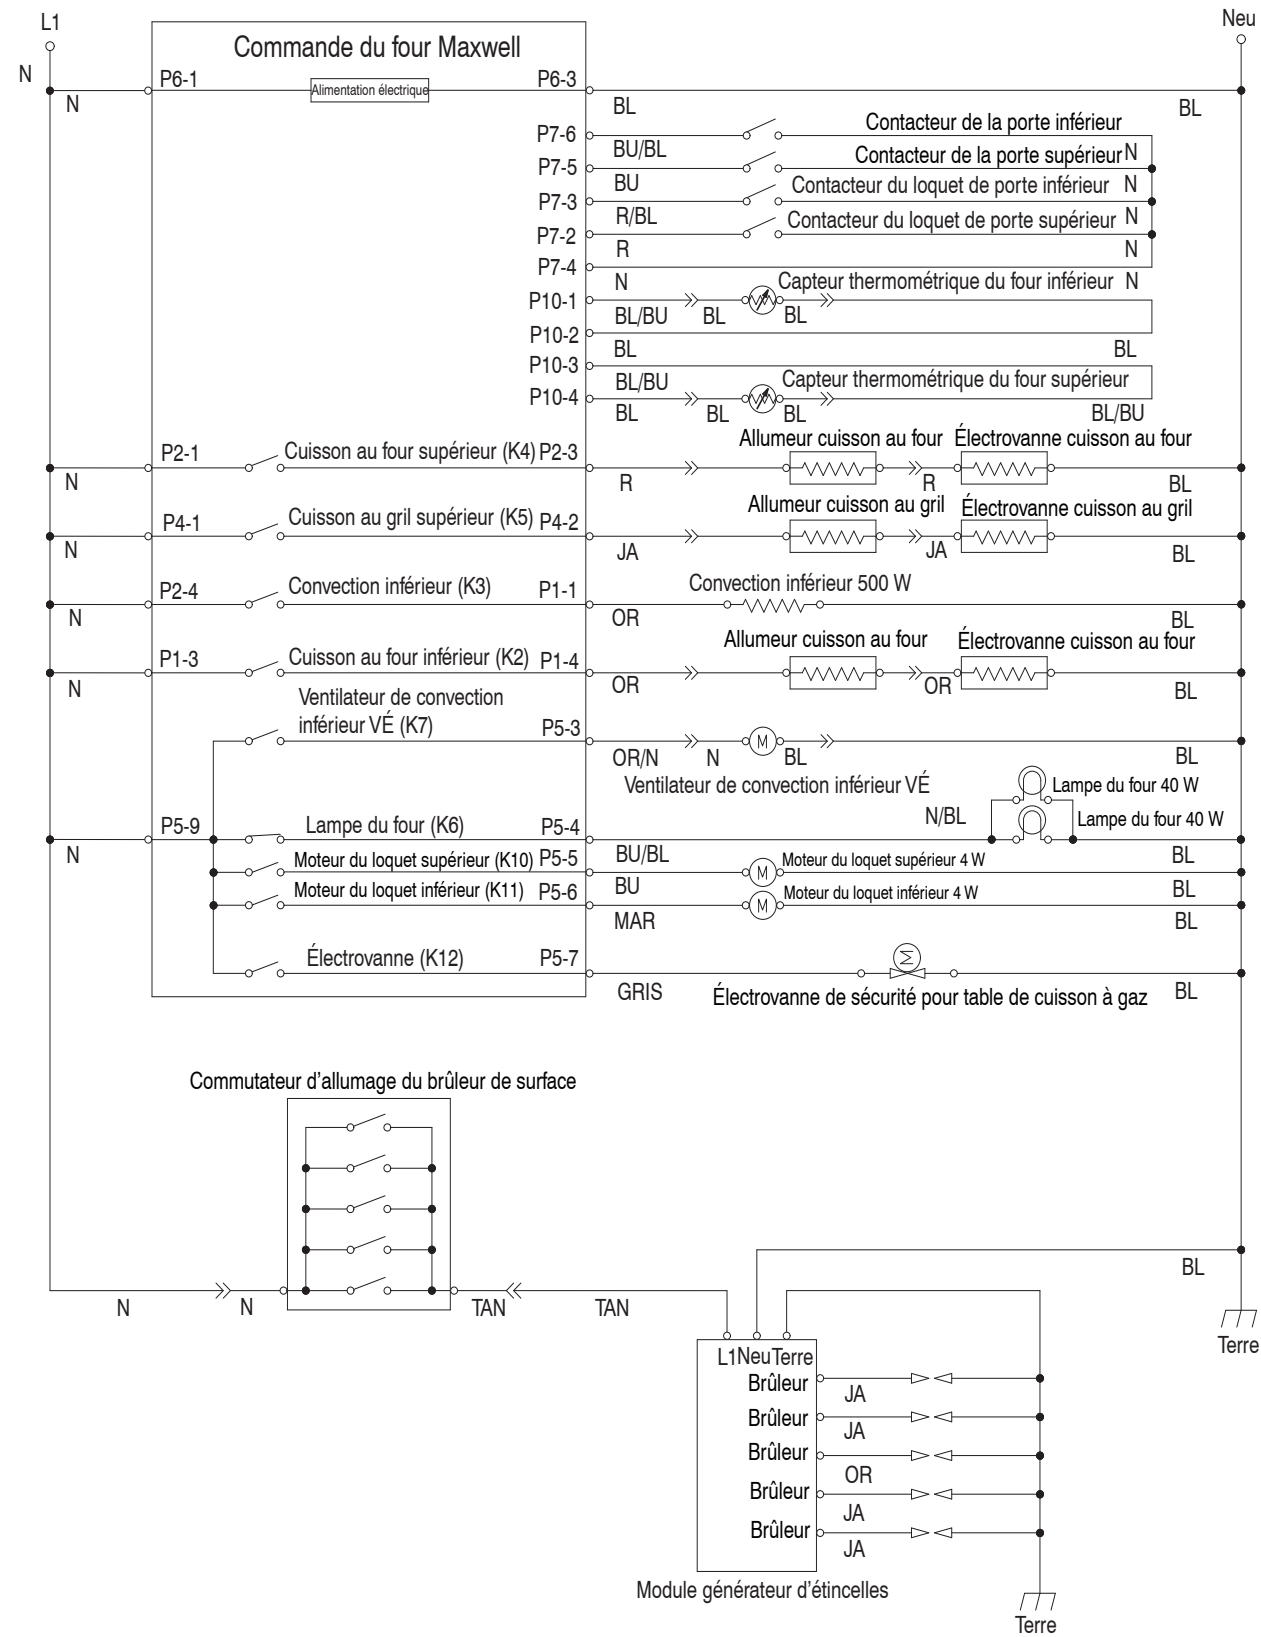 L1
Neu
Commande du four Maxwell
N
P6-1
Alimentation électrique
P6-3
N
BL
BL
Contacteur de la porte inférieur
P7-6
BU/BL
Contacteur de la porte supérieur N
P7-5
BU
Contacteur du loquet de porte inférieur N
P7-3
R/BL
Contacteur du loquet de porte supérieur N
P7-2
R
N
P7-4
N
Capteur thermométrique du four inférieur N
P10-1
BL/BU
BL
BL
P10-2
BL
BL
P10-3
BL/BU
Capteur thermométrique du four supérieur
P10-4
BL
BL
BL
BL/BU
Allumeur cuisson au four
Électrovanne cuisson au four
P2-1
Cuisson au four supérieur (K4) P2-3
N
R
R
BL
Allumeur cuisson au gril
Électrovanne cuisson au gril
P4-1
Cuisson au gril supérieur (K5) P4-2
N
JA
JA
BL
P2-4
Convection inférieur (K3)
P1-1
Convection inférieur 500 W
N
OR
BL
Allumeur cuisson au four
Électrovanne cuisson au four
P1-3
Cuisson au four inférieur (K2) P1-4
N
OR
OR
BL
Ventilateur de convection
inférieur VÉ (K7)
P5-3
M
OR/N
N
BL
BL
Ventilateur de convection inférieur VÉ
Lampe du four 40 W
N/BL
Lampe du four 40 W
P5-9
Lampe du four (K6)
P5-4
N
BU/BL
BL
Moteur du loquet supérieur (K10) P5-5
M
Moteur du loquet supérieur 4 W
BU
BL
Moteur du loquet inférieur (K11) P5-6
M
Moteur du loquet inférieur 4 W
MAR
BL
Électrovanne (K12)
P5-7
Σ
GRIS
Électrovanne de sécurité pour table de cuisson à gaz
BL
Commutateur d'allumage du brûleur de surface
BL
N
N
TAN
TAN
Terre
L1 Neu Terre
Brûleur
JA
Brûleur
JA
Brûleur
OR
Brûleur
JA
Brûleur
JA
Module générateur d'étincelles
Terre